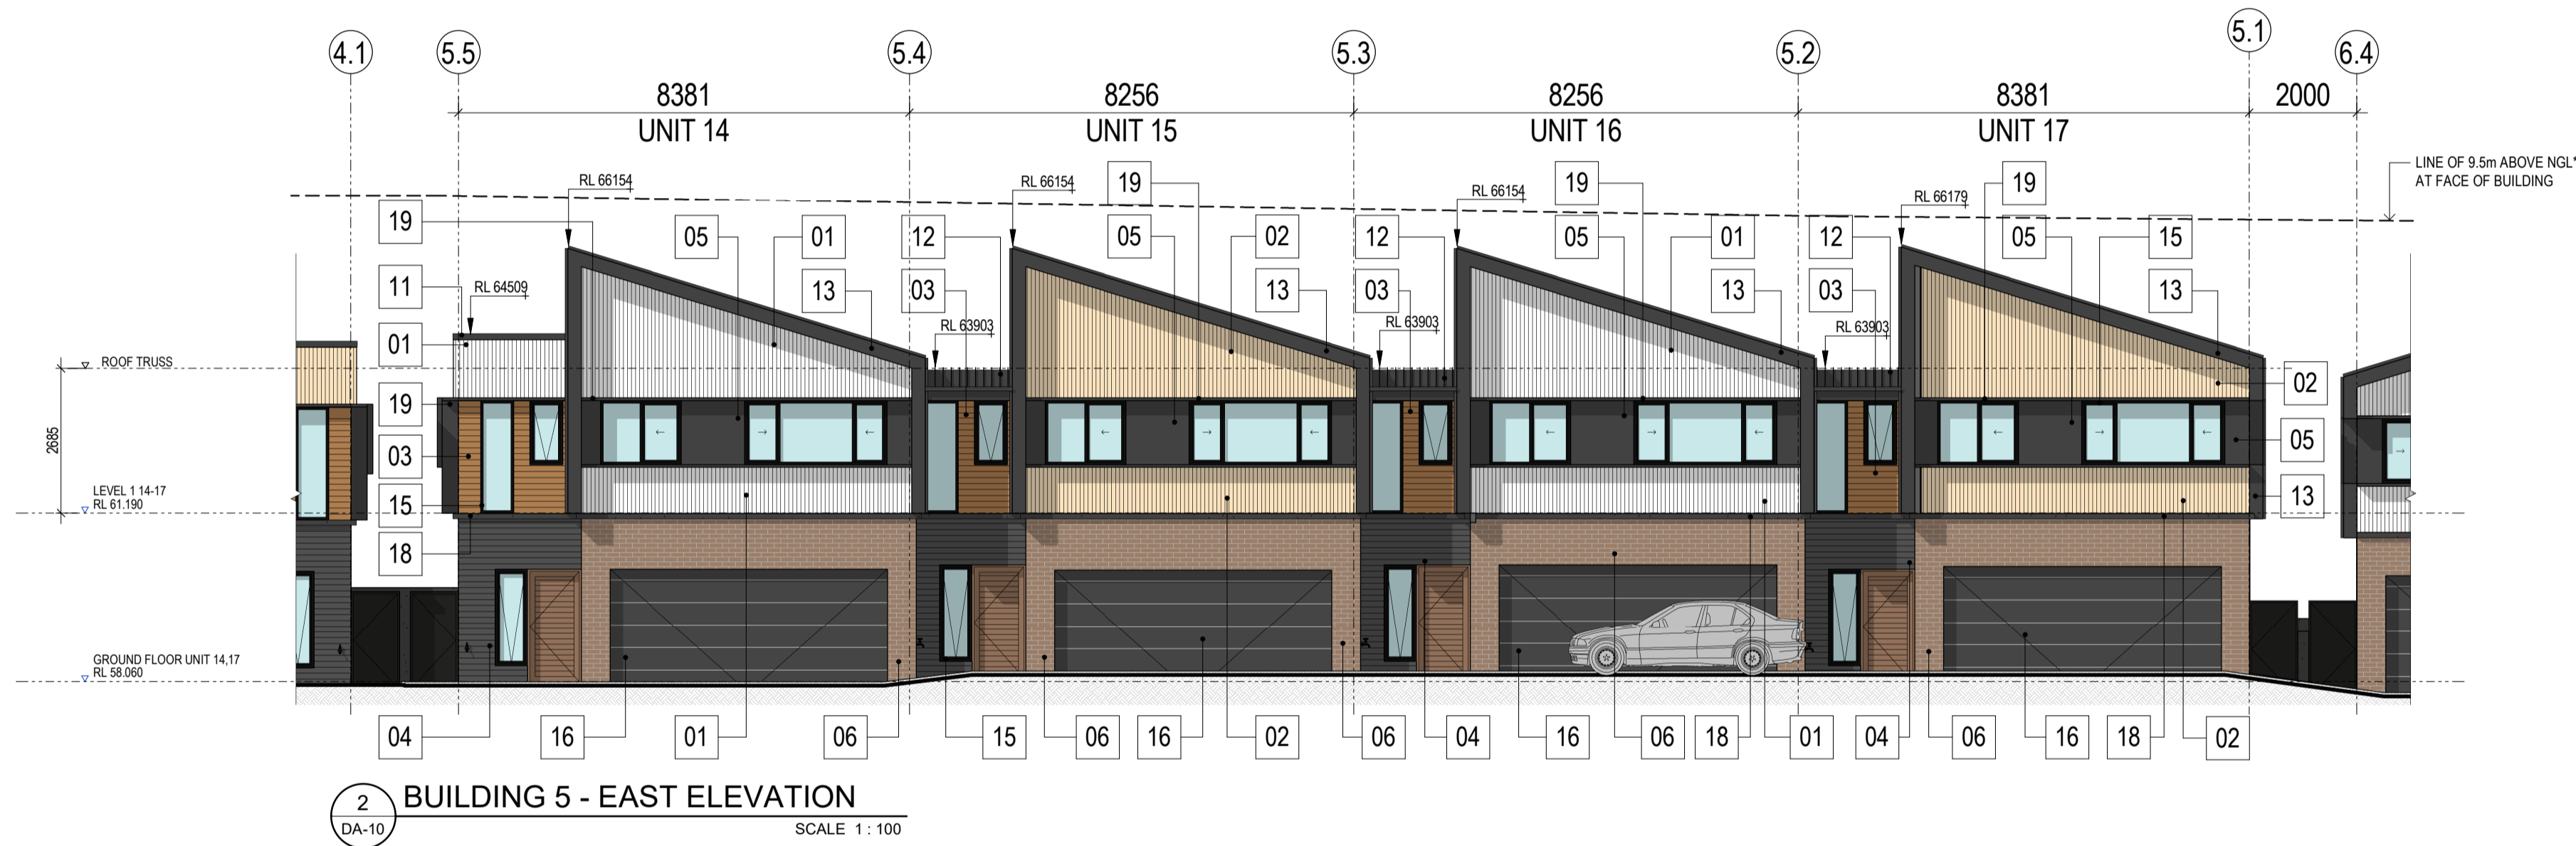 4.1
5.5
5.4
5.3
5.2
5.1
6.4
8381
8256
8256
8381
2000
UNIT 14
UNIT 15
UNIT 16
UNIT 17
LINE OF 9.5m ABOVE NGL*
AT FACE OF BUILDING
RL 66154
RL 66154
RL 66154
RL 66179
19
19
19
19
05
01
12
05
02
12
05
01
12
05
15
11
RL 64509
13
03
13
03
13
03
13
01
RL 63903
RL 63903
RL 63903
ROOF TRUSS
02
19
2685
03
05
LEVEL 1 14-17
RL 61.190
15
13
18
GROUND FLOOR UNIT 14,17
RL 58.060
04
16
01
06
15
06
16
02
06
04
16
06
18
01
04
06
16
18
02
2
DA-10
BUILDING 5 - EAST ELEVATION
SCALE 1 : 100